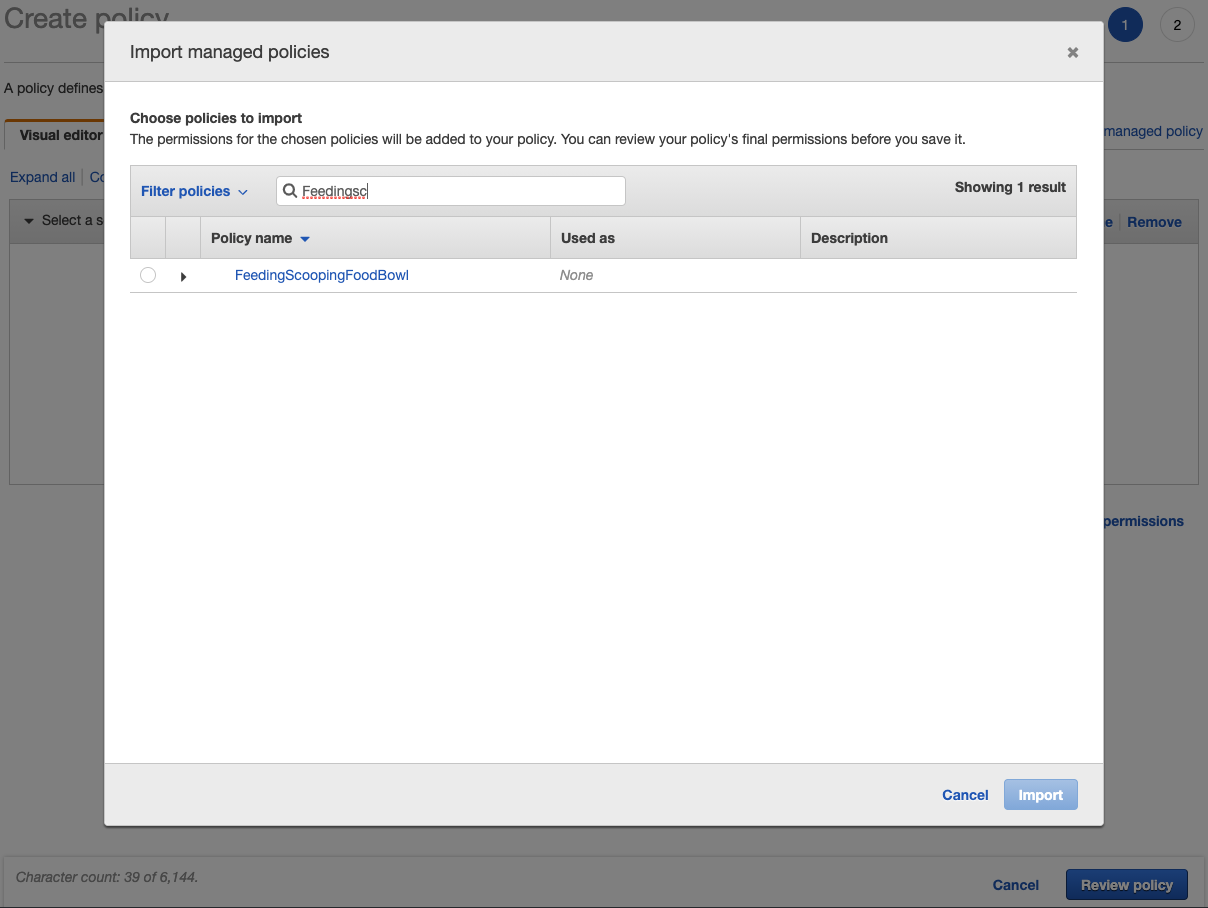 Create policy
1
2
Import managed policies
A policy defines
Choose policies to import
The permissions for the chosen policies will be added to your policy. You can review your policy's final permissions before you save it.
Visual editor
managed policy
Expand all
Filter policies
Feedingsc
Showing 1 result
Select a s
Remove
Policy name
Used as
Description
FeedingScoopingFoodBowl
None
permissions
Cancel
Import
Character count: 39 of 6,144.
Cancel
Review policy